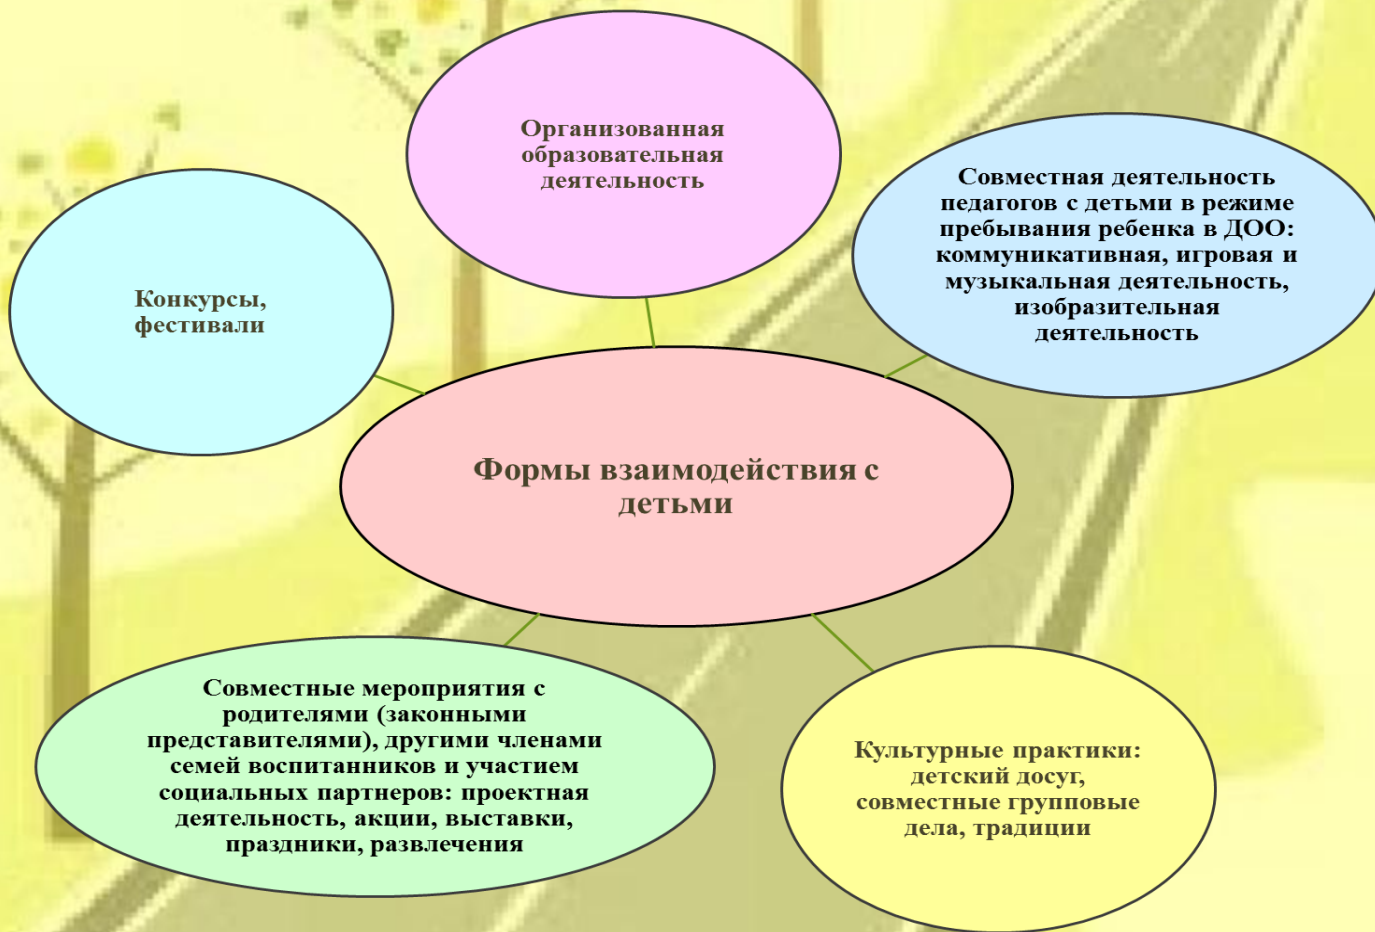 Организованная
образовательная
деятельность
Совместная деятельность
педагогов с детьми в режиме
пребывания ребенка в ДОО:
коммуникативная, игровая и
музыкальная деятельность,
изобразительная
деятельность
Конкурсы,
фестивали
Формы взаимодействия с
детьми
Совместные мероприятия с
родителями (законными
представителями), другими членами
семей воспитанников и участием
социальных партнеров: проектная
деятельность, акции, выставки,
праздники, развлечения
Культурные практики:
детский досуг,
совместные групповые
дела, традиции